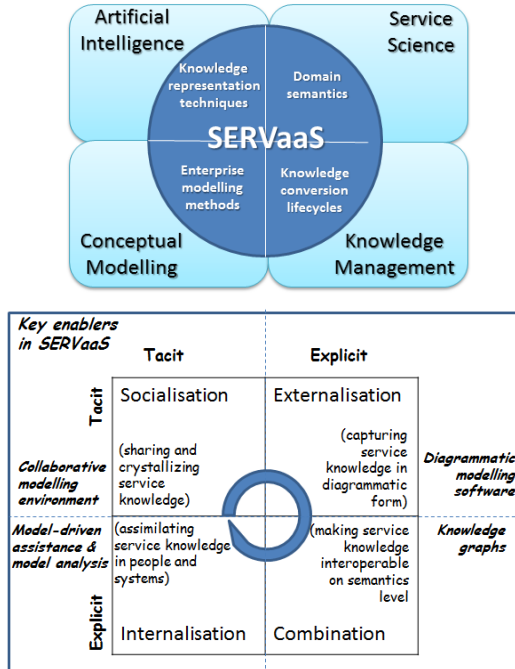 Artificial
Intelligence
Service
Science
Knowledge
representation
techniques
Domain
semantics
SERVaaS
Enterprise
modelling
methods
Knowledge
conversion
lifecycles
Conceptual
Modelling
Knowledge
Management
Key enablers
in SERVaaS
Tacit
Explicit
Tacit
Socialisation
Externalisation
(sharing and
crystallizing
service
knowledge)
(capturing
service
knowledge in
diagrammatic
form)
Collaborative
modelling
environment
Diagrammatic
modelling
software
Model-driven
assistance &
model analysis
(assimilating
service knowledge
in people and
systems)
(making service
knowledge
interoperable
on semantics
level)
Knowledge
graphs
Explicit
Internalisation
Combination